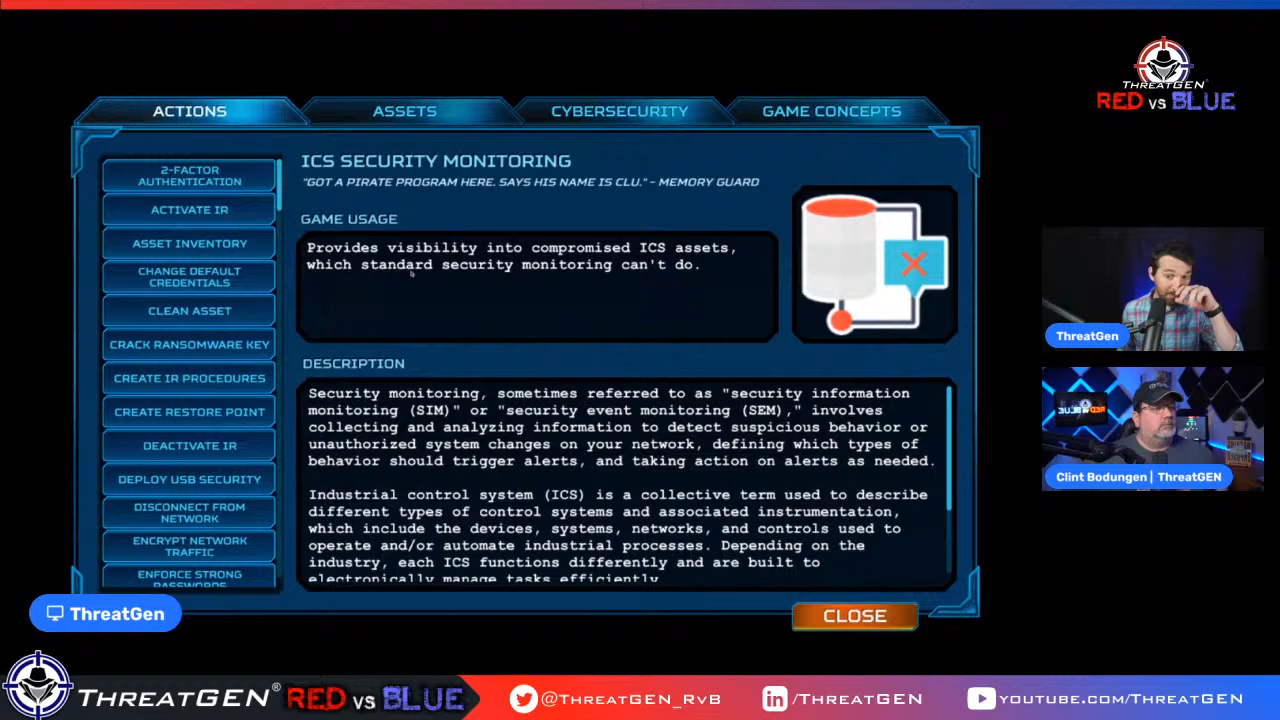 THREATGEN®
RED VS BLUE
ACTIONS
ASSETS
CYBERSECURITY
GAME CONCEPTS
2-FACTOR
AUTHENTICATION
ACTIVATE IR
ASSET INVENTORY
CHANGE DEFAULT
CREDENTIALS
CLEAN ASSET
CRACK RANSOMWARE KEY
CREATE IR PROCEDURES
CREATE RESTORE POINT
DEACTIVATE IR
DEPLOY USB SECURITY
DISCONNECT FROM
NETWORK
ENCRYPT NETWORK
TRAFFIC
ENFORCE STRONG
PASSWORDS
ICS SECURITY MONITORING
"GOT A PIRATE PROGRAM HERE. SAYS HIS NAME IS CLU." - MEMORY GUARD
GAME USAGE
Provides visibility into compromised ICS assets,
which standard security monitoring can't do.
DESCRIPTION
Security monitoring, sometimes referred to as "security information
monitoring (SIM)" or "security event monitoring (SEM)," involves
collecting and analyzing information to detect suspicious behavior or
unauthorized system changes on your network, defining which types of
behavior should trigger alerts, and taking action on alerts as needed.
Industrial control system (ICS) is a collective term used to describe
different types of control systems and associated instrumentation,
which include the devices, systems, networks, and controls used to
operate and/or automate industrial processes. Depending on the
industry, each ICS functions differently and are built to
electronically manage tasks efficiently
CLOSE
ThreatGen
Clint Bodungen | ThreatGEN
ThreatGen
THREATGEN® RED VS BLUE
@THREATGEN_RVB
/THREATGEN
YOUTUBE.COM/THREATGEN